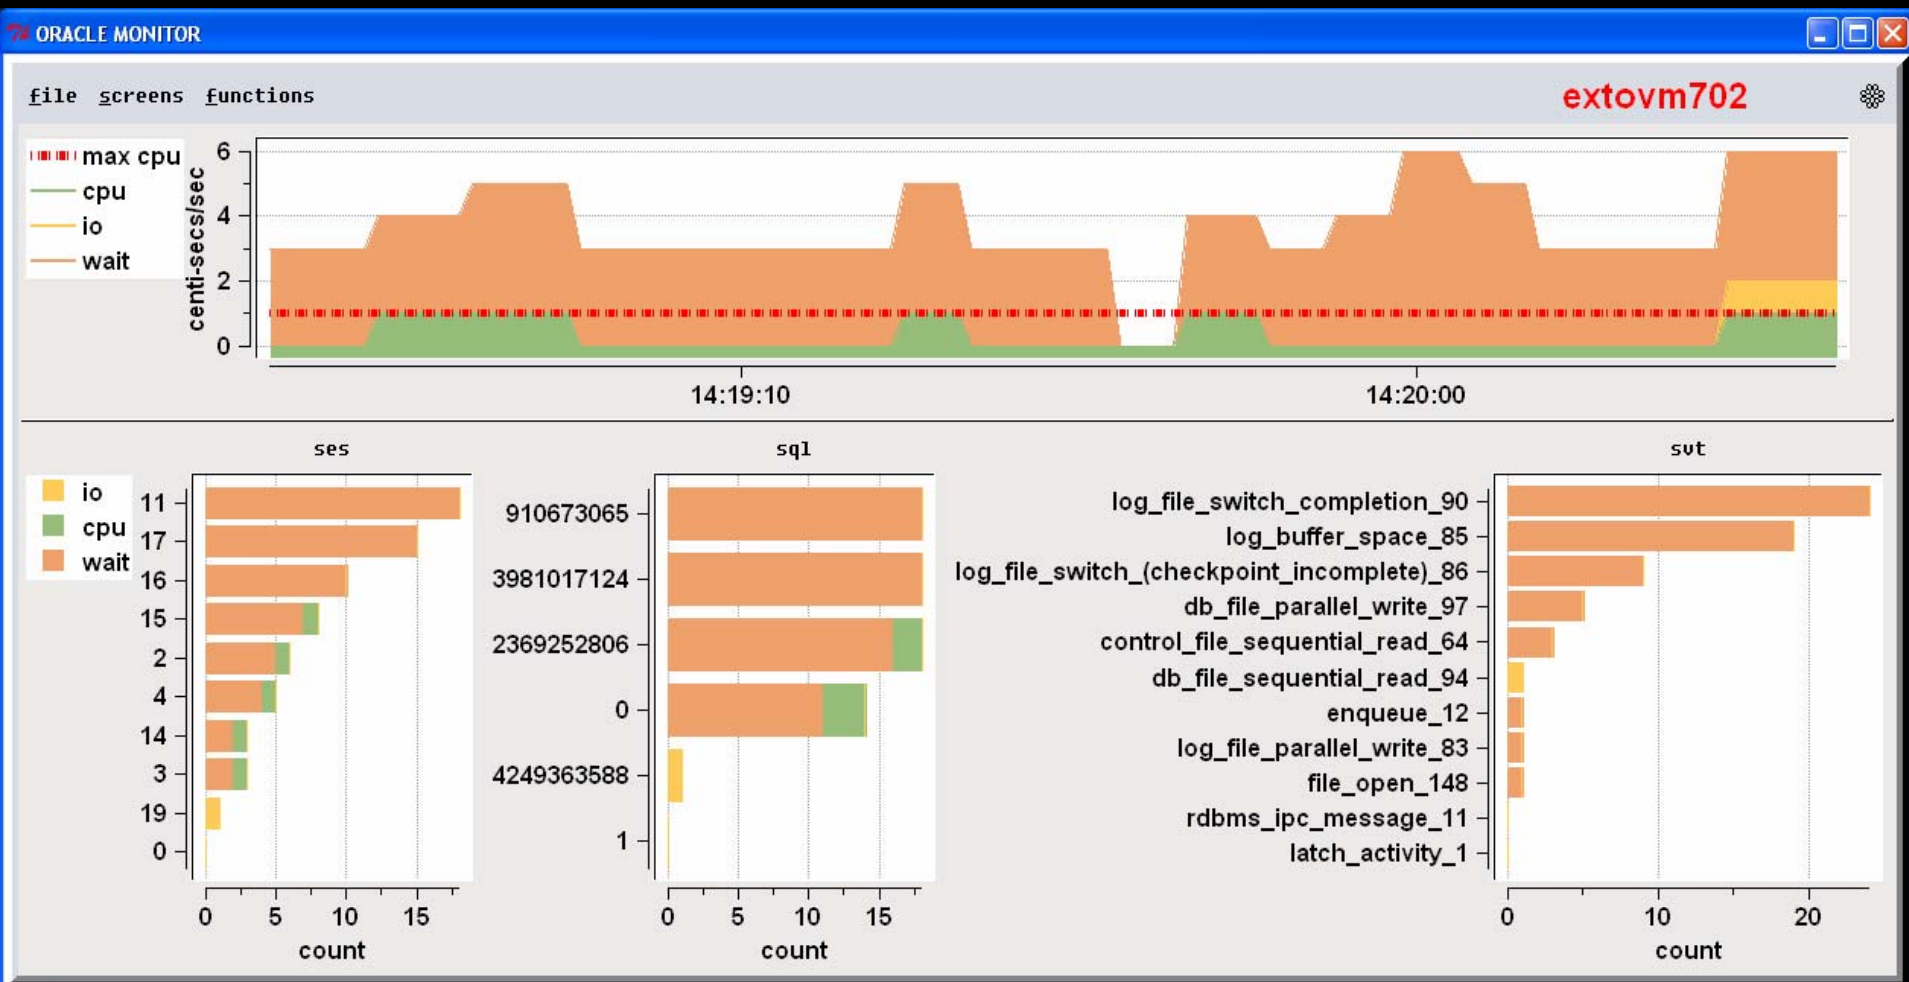 ORACLE MONITOR
file screens functions
extovm702
max cpu
cpu
io
wait
centi-secs/sec
6
4
2
0
14:19:10 14:20:00
ses
io
cpu
wait
11
17
16
15
2
4
14
3
19
0
0 5 10 15
count
sql
910673065
3981017124
2369252806
0
4249363588
1
0 5 10 15
count
svt
log_file_switch_completion_90
log_buffer_space_85
log_file_switch_(checkpoint_incomplete)_86
db_file_parallel_write_97
control_file_sequential_read_64
db_file_sequential_read_94
enqueue_12
log_file_parallel_write_83
file_open_148
rdbms_ipc_message_11
latch_activity_1
0 10 20
count